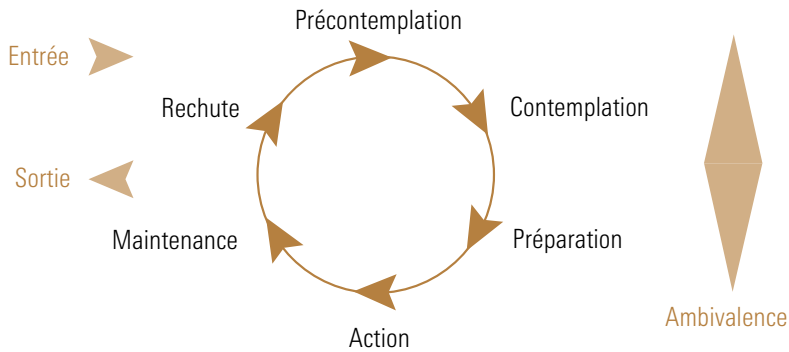 Précontemplation
Entrée
Rechute
Contemplation
Sortie
Maintenance
Préparation
Ambivalence
Action